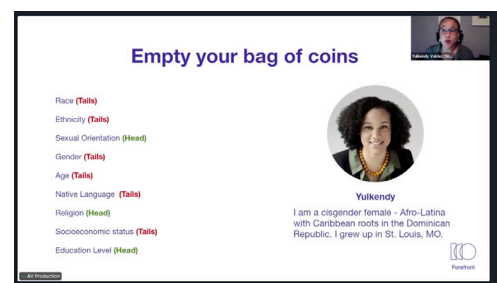 Empty your bag of coins
Race (Tails)
Ethnicity (Tails)
Sexual Orientation (Head)
Gender (Tails)
Age (Tails)
Native Language (Tails)
Religion (Head)
Socioeconomic status (Tails)
Education Level (Head)
Yulkendy
I am a cisgender female - Afro-Latina
with Caribbean roots in the Dominican
Republic. I grew up in St. Louis, MO.
Forefront
AV Production
Yulkendy Valdez